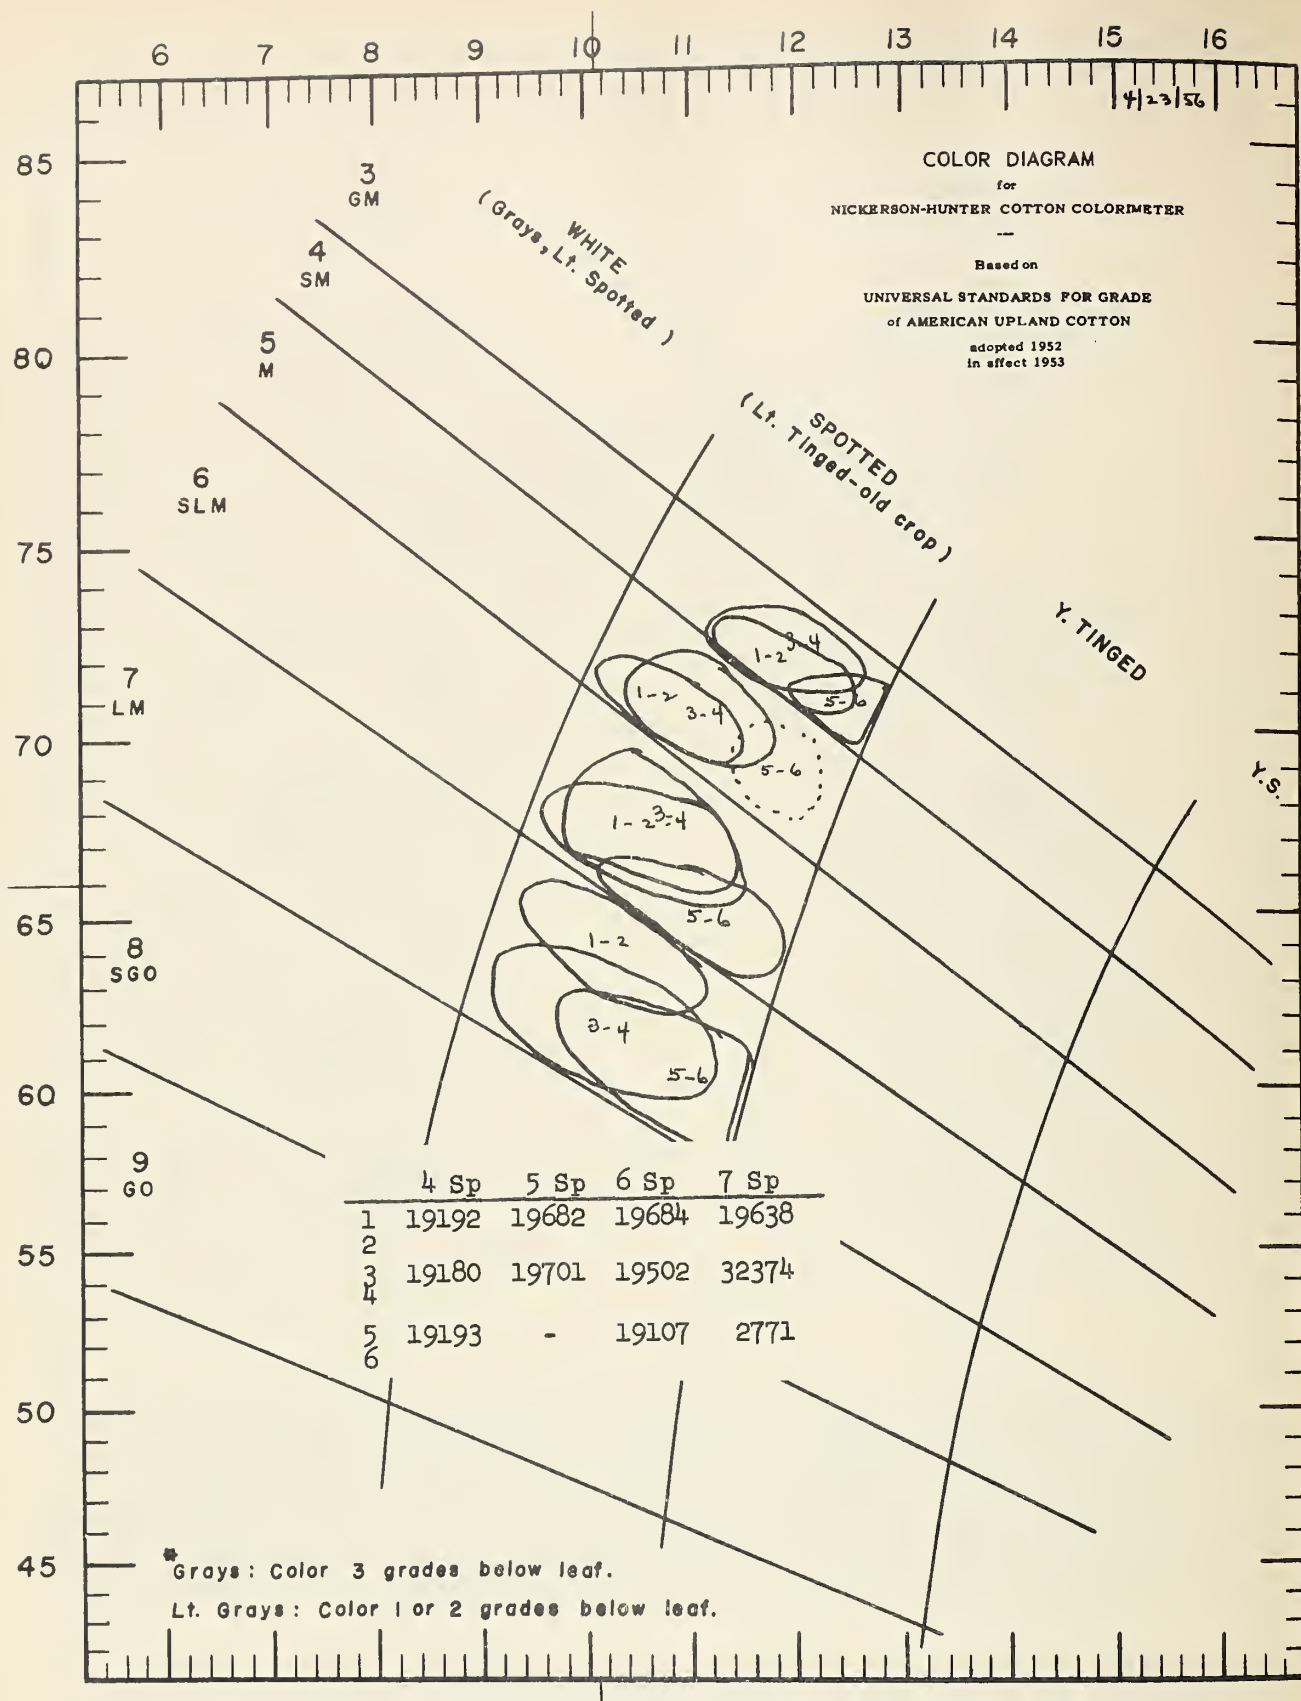 6 7 8 9 10 11 12 13 14 15 16
4/23/56
85
80
75
70
65
60
55
50
45
COLOR DIAGRAM
for
NICKERSON-HUNTER COTTON COLORIMETER
Based on
UNIVERSAL STANDARDS FOR GRADE
of AMERICAN UPLAND COTTON
adopted 1952
in effect 1953
3
GM
4
SM
5
M
6
SLM
7
LM
8
SGO
9
GO
WHITE
(Grays, Lt. Spotted)
SPOTTED
(Lt. Tinged-old crop)
Y. TINGED
Y.S.
1-2 3-4
5-6
1-2
3-4
5-6
1-2 3-4
5-6
1-2
3-4
5-6
4 Sp 5 Sp 6 Sp 7 Sp
1 19192 19682 19684 19638
2
3 19180 19701 19502 32374
4
5 19193 - 19107 2771
6
*Grays: Color 3 grades below leaf.
Lt. Grays: Color 1 or 2 grades below leaf.